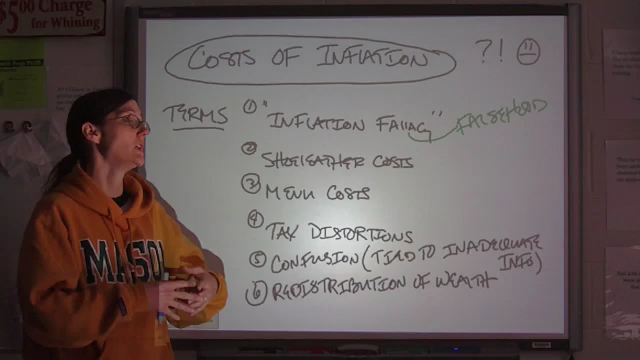 $5.00
CHARGE
for WHINING
COSTS OF INFLATION ?!
TERMS ① "INFLATION FALLACY" FALSEHOOD
② SHOELEATHER COSTS
③ MENU COSTS
④ TAX DISTORTIONS
⑤ CONFUSION (TIED TO INADEQUATE
INFO)
⑥ REDISTRIBUTION OF WEALTH
MASON